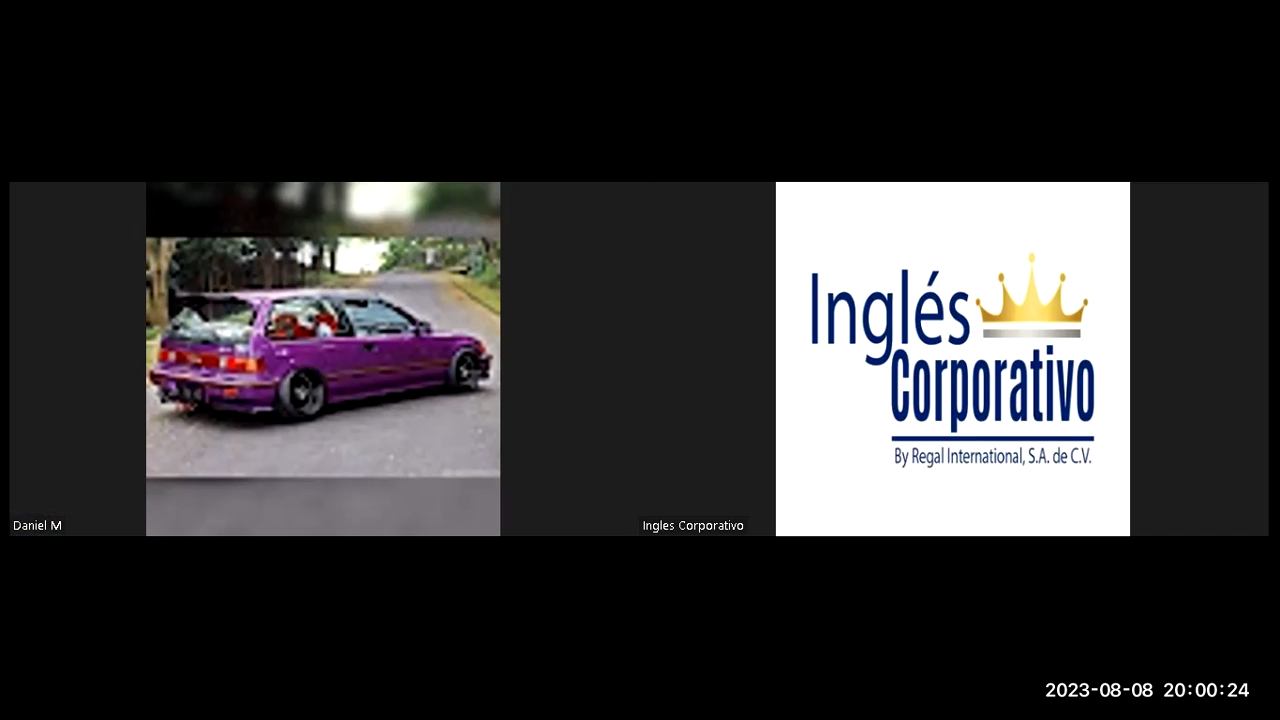 Inglés
Corporativo
By Regal International, S.A. de C.V.
Daniel M
Ingles Corporativo
2023-08-08 20:00:24